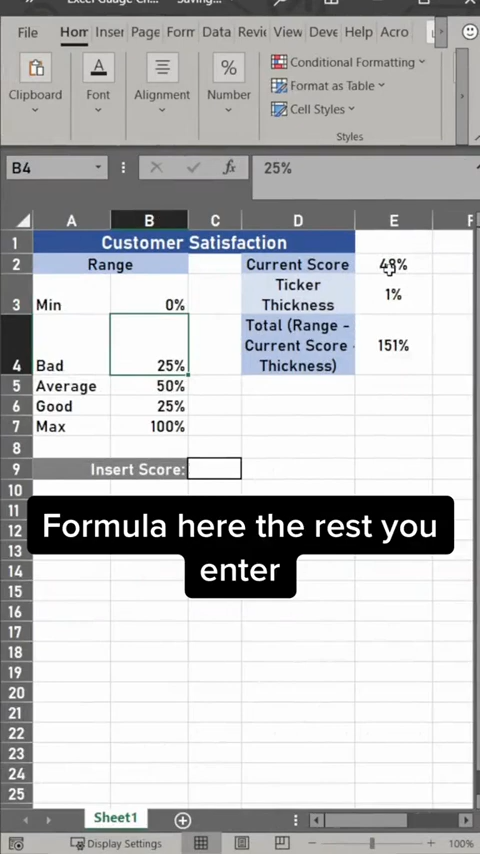 Excel Gauge Ch... Saving...
File Hom Inser Page Form Data Revie View Deve Help Acro
Clipboard
Font
Alignment
%
Number
Conditional Formatting
Format as Table
Cell Styles
Styles
B4 fx 25%
A B C D E
1 Customer Satisfaction
2 Range Current Score 48%
3 Min 0% Ticker Thickness 1%
4 Bad 25% Total (Range - Current Score - Thickness) 151%
5 Average 50%
6 Good 25%
7 Max 100%
8
9 Insert Score:
10
11
12
13
Formula here the rest you
enter
14
15
16
17
18
19
20
21
22
23
24
25
Sheet1
Display Settings 100%